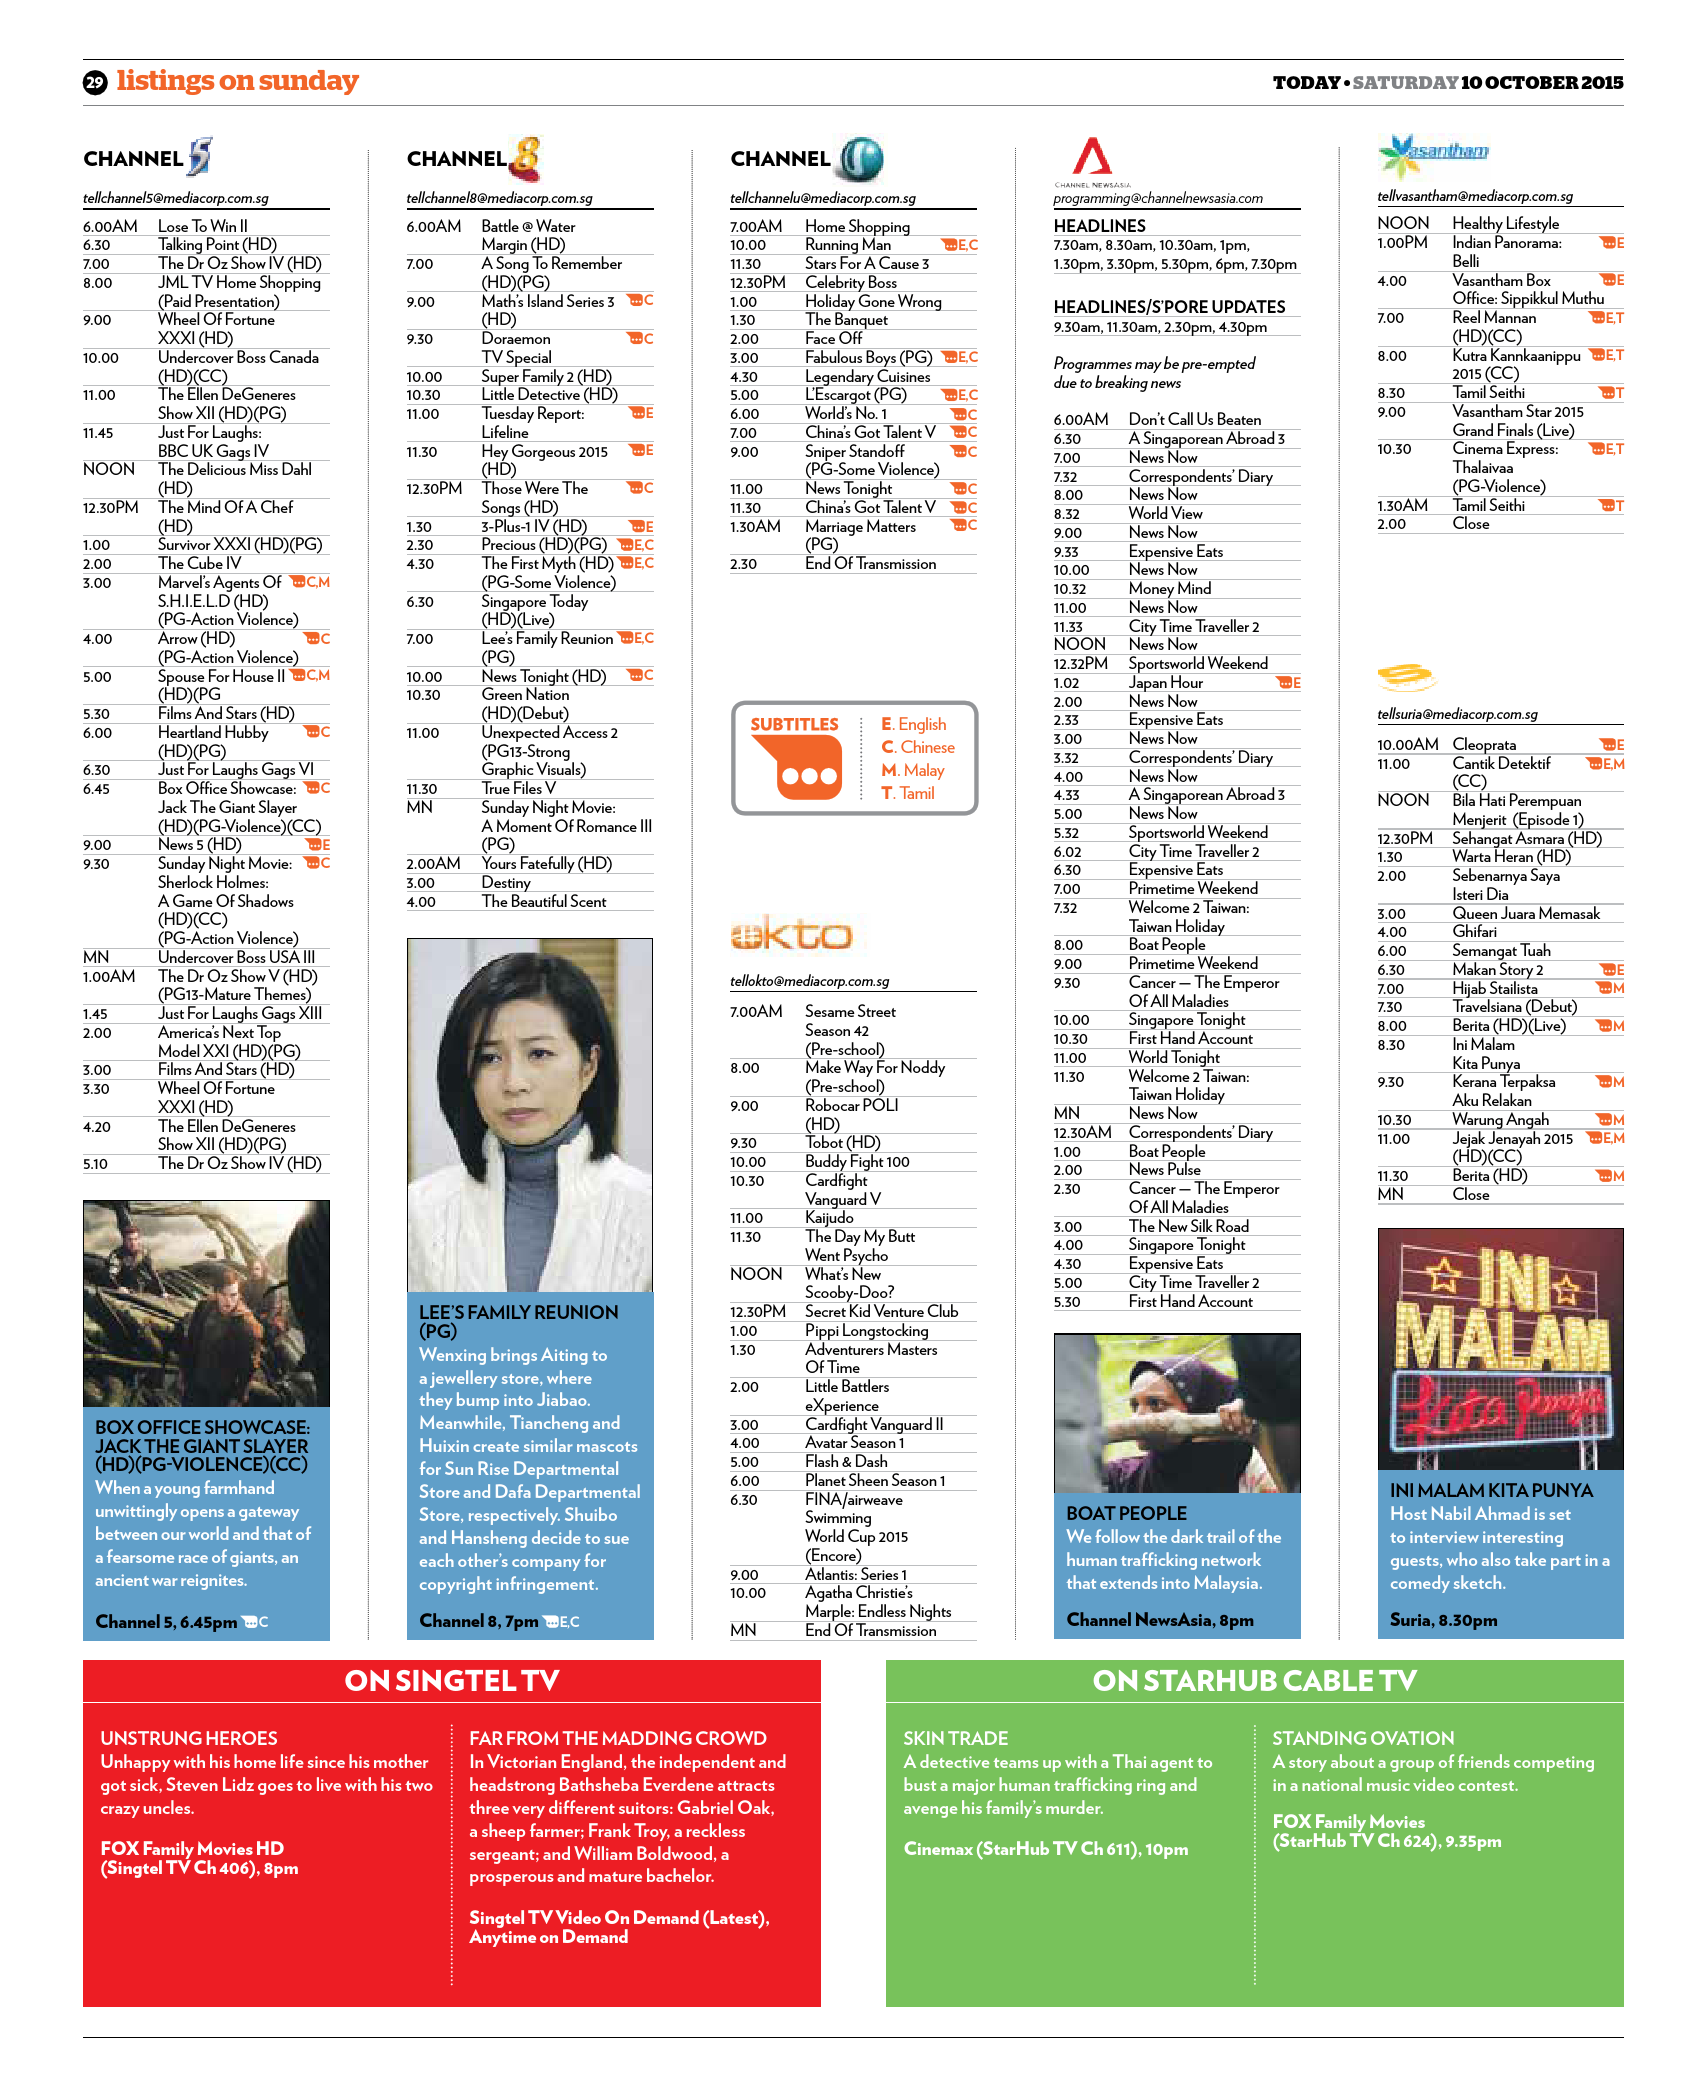 29 listings on sunday
TODAY • SATURDAY 10 OCTOBER 2015
CHANNEL 5
tellchannel5@mediacorp.com.sg
6.00AM Lose To Win II
6.30 Talking Point (HD)
7.00 The Dr Oz Show IV (HD)
8.00 JML TV Home Shopping
(Paid Presentation)
9.00 Wheel Of Fortune
XXXI (HD)
10.00 Undercover Boss Canada
(HD)(CC)
11.00 The Ellen DeGeneres
Show XII (HD)(PG)
11.45 Just For Laughs:
BBC UK Gags IV
NOON The Delicious Miss Dahl
(HD)
12.30PM The Mind Of A Chef
(HD)
1.00 Survivor XXXI (HD)(PG)
2.00 The Cube IV
3.00 Marvel's Agents Of C,M
S.H.I.E.L.D (HD)
(PG-Action Violence)
4.00 Arrow (HD) C
(PG-Action Violence)
5.00 Spouse For House II C,M
(HD)(PG
5.30 Films And Stars (HD)
6.00 Heartland Hubby C
(HD)(PG)
6.30 Just For Laughs Gags VI
6.45 Box Office Showcase: C
Jack The Giant Slayer
(HD)(PG-Violence)(CC)
9.00 News 5 (HD) E
9.30 Sunday Night Movie: C
Sherlock Holmes:
A Game Of Shadows
(HD)(CC)
(PG-Action Violence)
MN Undercover Boss USA III
1.00AM The Dr Oz Show V (HD)
(PG13-Mature Themes)
1.45 Just For Laughs Gags XIII
2.00 America's Next Top
Model XXI (HD)(PG)
3.00 Films And Stars (HD)
3.30 Wheel Of Fortune
XXXI (HD)
4.20 The Ellen DeGeneres
Show XII (HD)(PG)
5.10 The Dr Oz Show IV (HD)
BOX OFFICE SHOWCASE:
JACK THE GIANT SLAYER
(HD)(PG-VIOLENCE)(CC)
When a young farmhand
unwittingly opens a gateway
between our world and that of
a fearsome race of giants, an
ancient war reignites.
Channel 5, 6.45pm C
CHANNEL 8
tellchannel8@mediacorp.com.sg
6.00AM Battle @ Water
Margin (HD)
7.00 A Song To Remember
(HD)(PG)
9.00 Math's Island Series 3 C
(HD)
9.30 Doraemon C
TV Special
10.00 Super Family 2 (HD)
10.30 Little Detective (HD)
11.00 Tuesday Report: E
Lifeline
11.30 Hey Gorgeous 2015 E
(HD)
12.30PM Those Were The C
Songs (HD)
1.30 3-Plus-1 IV (HD) E
2.30 Precious (HD)(PG) E,C
4.30 The First Myth (HD) E,C
(PG-Some Violence)
6.30 Singapore Today
(HD)(Live)
7.00 Lee's Family Reunion E,C
(PG)
10.00 News Tonight (HD) C
10.30 Green Nation
(HD)(Debut)
11.00 Unexpected Access 2
(PG13-Strong
Graphic Visuals)
11.30 True Files V
MN Sunday Night Movie:
A Moment Of Romance III
(PG)
2.00AM Yours Fatefully (HD)
3.00 Destiny
4.00 The Beautiful Scent
LEE'S FAMILY REUNION
(PG)
Wenxing brings Aiting to
a jewellery store, where
they bump into Jiabao.
Meanwhile, Tiancheng and
Huixin create similar mascots
for Sun Rise Departmental
Store and Dafa Departmental
Store, respectively. Shuibo
and Hansheng decide to sue
each other's company for
copyright infringement.
Channel 8, 7pm E,C
CHANNEL U
tellchannelu@mediacorp.com.sg
7.00AM Home Shopping
10.00 Running Man E,C
11.30 Stars For A Cause 3
12.30PM Celebrity Boss
1.00 Holiday Gone Wrong
1.30 The Banquet
2.00 Face Off
3.00 Fabulous Boys (PG) E,C
4.30 Legendary Cuisines
5.00 L'Escargot (PG) E,C
6.00 World's No. 1 C
7.00 China's Got Talent V C
9.00 Sniper Standoff C
(PG-Some Violence)
11.00 News Tonight C
11.30 China's Got Talent V C
1.30AM Marriage Matters C
(PG)
2.30 End Of Transmission
SUBTITLES
E. English
C. Chinese
M. Malay
T. Tamil
okto
tellokto@mediacorp.com.sg
7.00AM Sesame Street
Season 42
(Pre-school)
8.00 Make Way For Noddy
(Pre-school)
9.00 Robocar POLI
(HD)
9.30 Tobot (HD)
10.00 Buddy Fight 100
10.30 Cardfight
Vanguard V
11.00 Kaijudo
11.30 The Day My Butt
Went Psycho
NOON What's New
Scooby-Doo?
12.30PM Secret Kid Venture Club
1.00 Pippi Longstocking
1.30 Adventurers Masters
Of Time
2.00 Little Battlers
eXperience
3.00 Cardfight Vanguard II
4.00 Avatar Season 1
5.00 Flash & Dash
6.00 Planet Sheen Season 1
6.30 FINA/airweave
Swimming
World Cup 2015
(Encore)
9.00 Atlantis: Series 1
10.00 Agatha Christie's
Marple: Endless Nights
MN End Of Transmission
CHANNEL NEWSASIA
programming@channelnewsasia.com
HEADLINES
7.30am, 8.30am, 10.30am, 1pm,
1.30pm, 3.30pm, 5.30pm, 6pm, 7.30pm
HEADLINES/S'PORE UPDATES
9.30am, 11.30am, 2.30pm, 4.30pm
Programmes may be pre-empted
due to breaking news
6.00AM Don't Call Us Beaten
6.30 A Singaporean Abroad 3
7.00 News Now
7.32 Correspondents' Diary
8.00 News Now
8.32 World View
9.00 News Now
9.33 Expensive Eats
10.00 News Now
10.32 Money Mind
11.00 News Now
11.33 City Time Traveller 2
NOON News Now
12.32PM Sportsworld Weekend
1.02 Japan Hour E
2.00 News Now
2.33 Expensive Eats
3.00 News Now
3.32 Correspondents' Diary
4.00 News Now
4.33 A Singaporean Abroad 3
5.00 News Now
5.32 Sportsworld Weekend
6.02 City Time Traveller 2
6.30 Expensive Eats
7.00 Primetime Weekend
7.32 Welcome 2 Taiwan:
Taiwan Holiday
8.00 Boat People
9.00 Primetime Weekend
9.30 Cancer — The Emperor
Of All Maladies
10.00 Singapore Tonight
10.30 First Hand Account
11.00 World Tonight
11.30 Welcome 2 Taiwan:
Taiwan Holiday
MN News Now
12.30AM Correspondents' Diary
1.00 Boat People
2.00 News Pulse
2.30 Cancer — The Emperor
Of All Maladies
3.00 The New Silk Road
4.00 Singapore Tonight
4.30 Expensive Eats
5.00 City Time Traveller 2
5.30 First Hand Account
BOAT PEOPLE
We follow the dark trail of the
human trafficking network
that extends into Malaysia.
Channel NewsAsia, 8pm
Vasantham
tellvasantham@mediacorp.com.sg
NOON Healthy Lifestyle
1.00PM Indian Panorama: E
Belli
4.00 Vasantham Box E
Office: Sippikkul Muthu
7.00 Reel Mannan E,T
(HD)(CC)
8.00 Kutra Kannkaanippu E,T
2015 (CC)
8.30 Tamil Seithi T
9.00 Vasantham Star 2015
Grand Finals (Live)
10.30 Cinema Express: E,T
Thalaivaa
(PG-Violence)
1.30AM Tamil Seithi T
2.00 Close
tellsuria@mediacorp.com.sg
10.00AM Cleoprata E
11.00 Cantik Detektif E,M
(CC)
NOON Bila Hati Perempuan
Menjerit (Episode 1)
12.30PM Sehangat Asmara (HD)
1.30 Warta Heran (HD)
2.00 Sebenarnya Saya
Isteri Dia
3.00 Queen Juara Memasak
4.00 Ghifari
6.00 Semangat Tuah
6.30 Makan Story 2 E
7.00 Hijab Stailista M
7.30 Travelsiana (Debut)
8.00 Berita (HD)(Live) M
8.30 Ini Malam
Kita Punya
9.30 Kerana Terpaksa M
Aku Relakan
10.30 Warung Angah M
11.00 Jejak Jenayah 2015 E,M
(HD)(CC)
11.30 Berita (HD) M
MN Close
INI
MALAM
Kita Punya
INI MALAM KITA PUNYA
Host Nabil Ahmad is set
to interview interesting
guests, who also take part in a
comedy sketch.
Suria, 8.30pm
ON SINGTEL TV
UNSTRUNG HEROES
Unhappy with his home life since his mother
got sick, Steven Lidz goes to live with his two
crazy uncles.
FOX Family Movies HD
(Singtel TV Ch 406), 8pm
FAR FROM THE MADDING CROWD
In Victorian England, the independent and
headstrong Bathsheba Everdene attracts
three very different suitors: Gabriel Oak,
a sheep farmer; Frank Troy, a reckless
sergeant; and William Boldwood, a
prosperous and mature bachelor.
Singtel TV Video On Demand (Latest),
Anytime on Demand
ON STARHUB CABLE TV
SKIN TRADE
A detective teams up with a Thai agent to
bust a major human trafficking ring and
avenge his family's murder.
Cinemax (StarHub TV Ch 611), 10pm
STANDING OVATION
A story about a group of friends competing
in a national music video contest.
FOX Family Movies
(StarHub TV Ch 624), 9.35pm